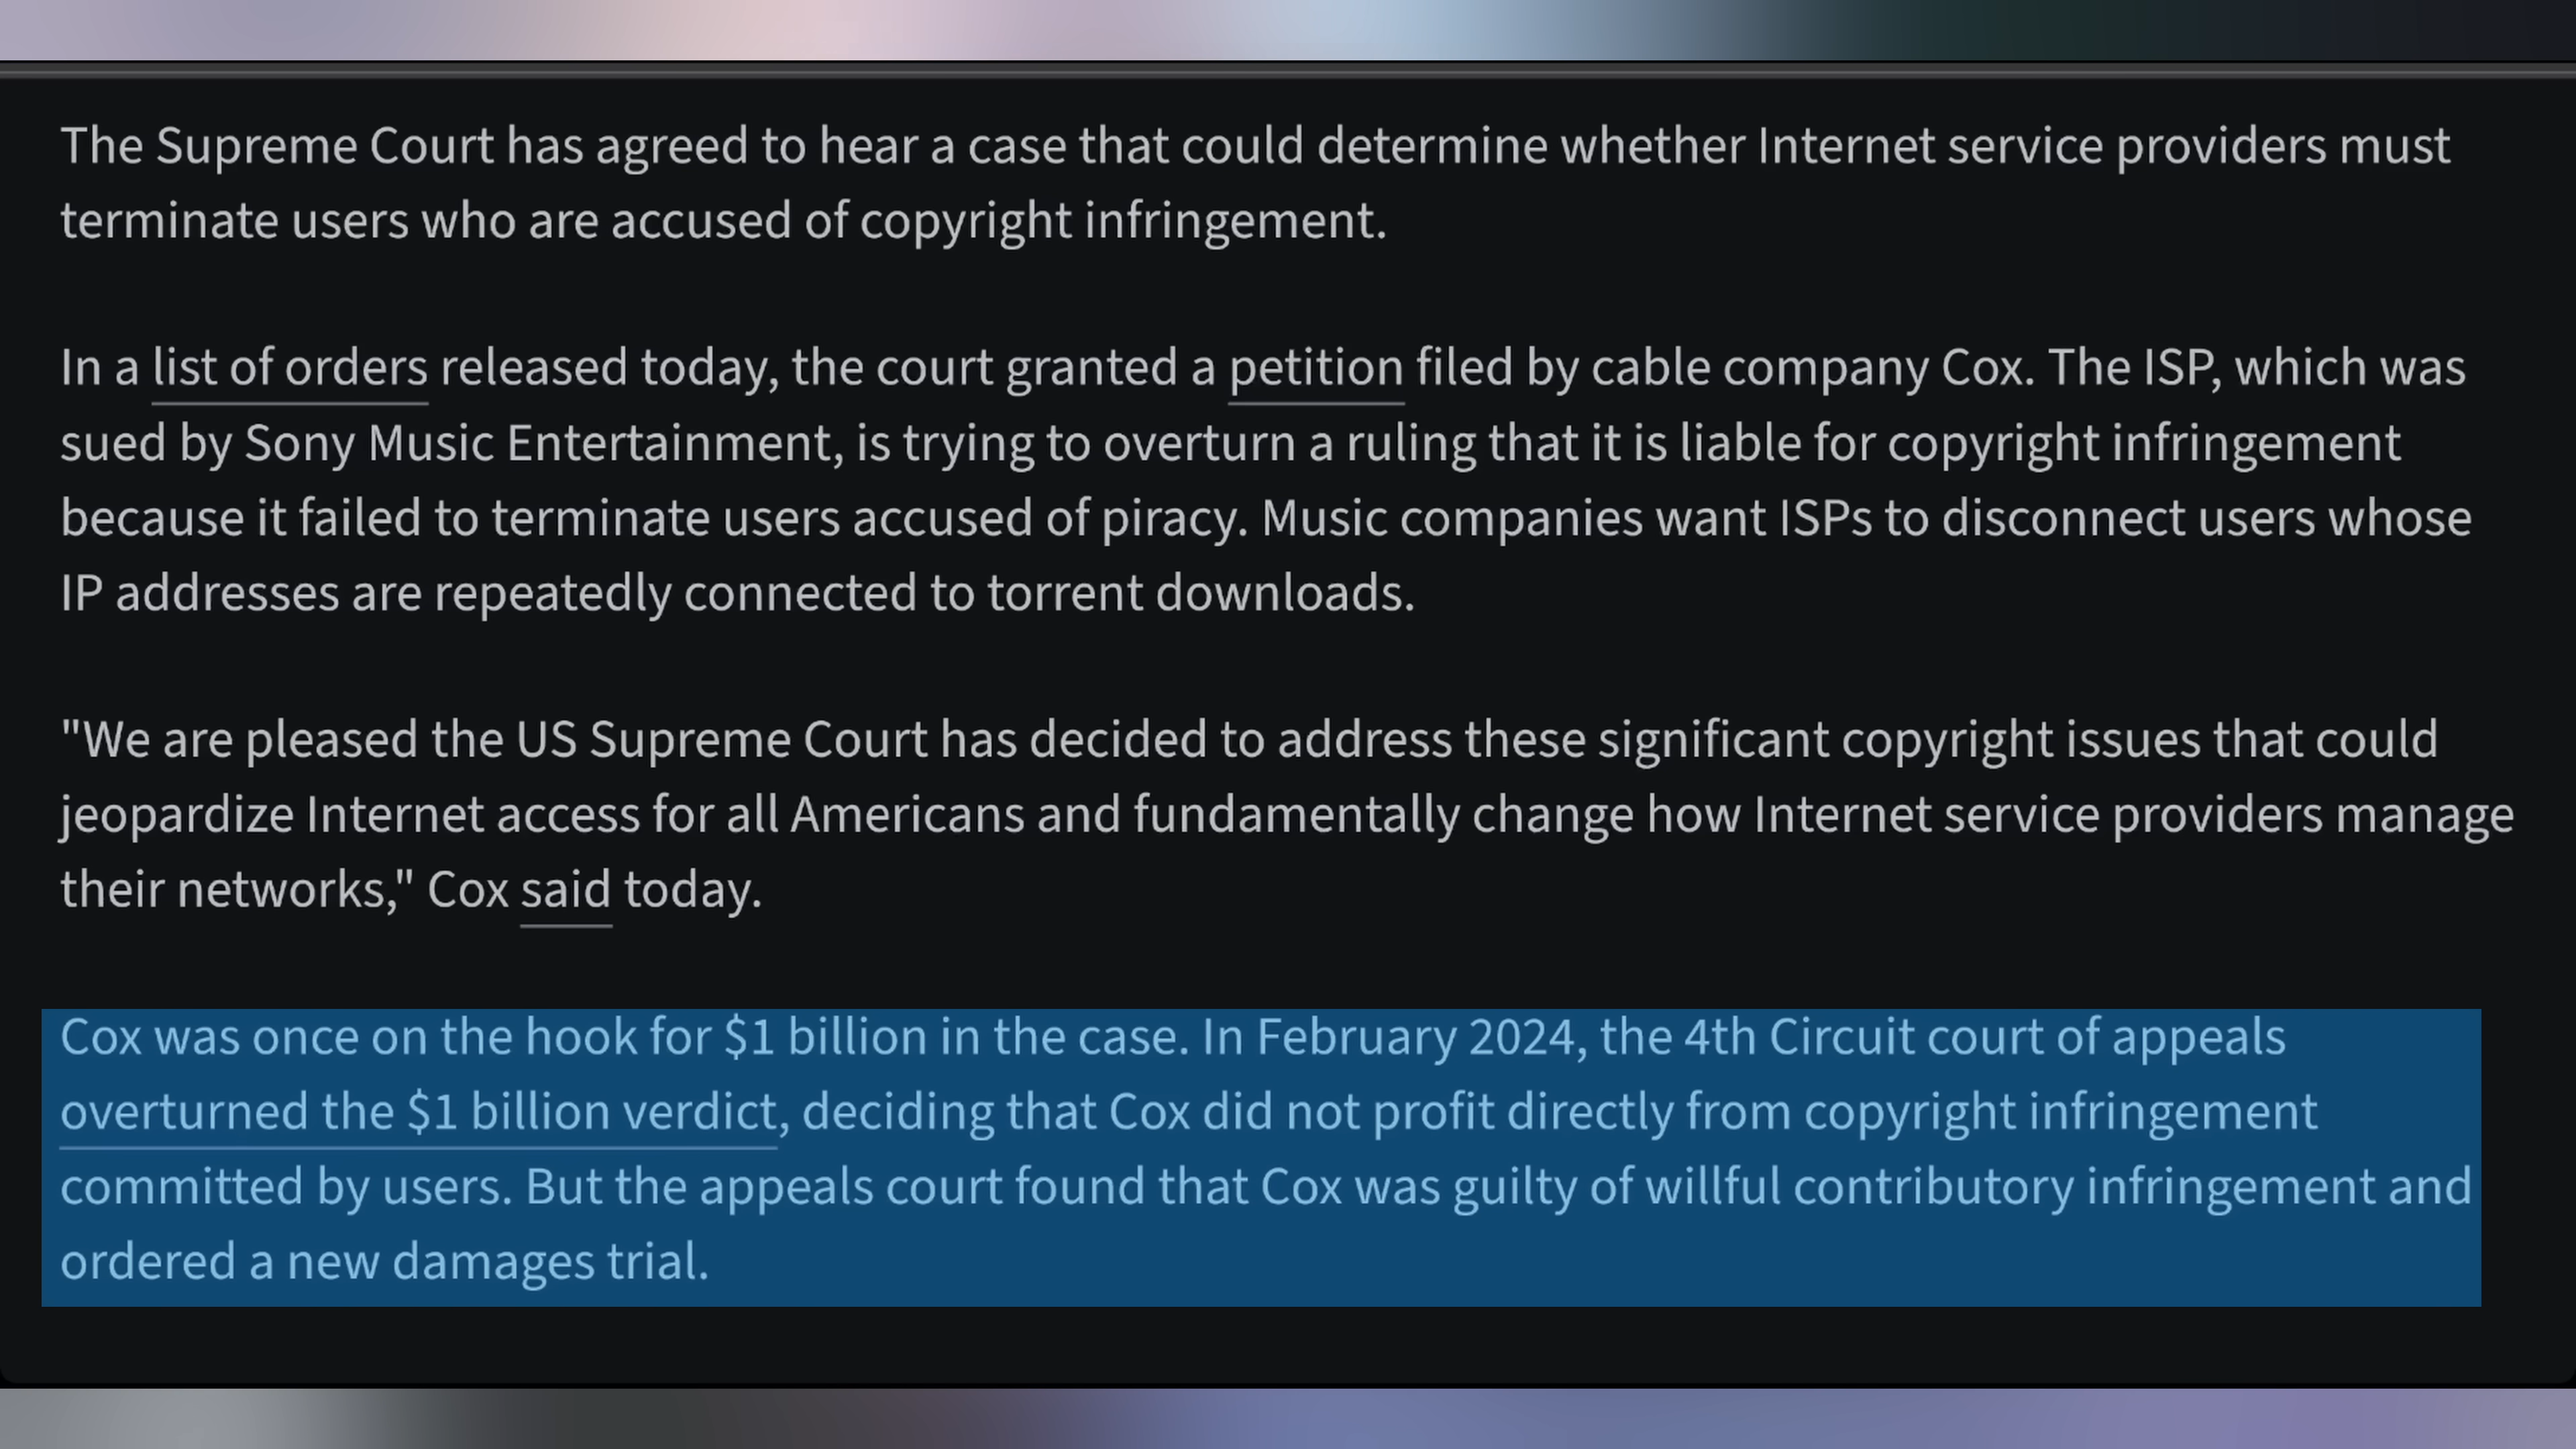 The Supreme Court has agreed to hear a case that could determine whether Internet service providers must
terminate users who are accused of copyright infringement.
In a list of orders released today, the court granted a petition filed by cable company Cox. The ISP, which was
sued by Sony Music Entertainment, is trying to overturn a ruling that it is liable for copyright infringement
because it failed to terminate users accused of piracy. Music companies want ISPs to disconnect users whose
IP addresses are repeatedly connected to torrent downloads.
"We are pleased the US Supreme Court has decided to address these significant copyright issues that could
jeopardize Internet access for all Americans and fundamentally change how Internet service providers manage
their networks," Cox said today.
Cox was once on the hook for $1 billion in the case. In February 2024, the 4th Circuit court of appeals
overturned the $1 billion verdict, deciding that Cox did not profit directly from copyright infringement
committed by users. But the appeals court found that Cox was guilty of willful contributory infringement and
ordered a new damages trial.